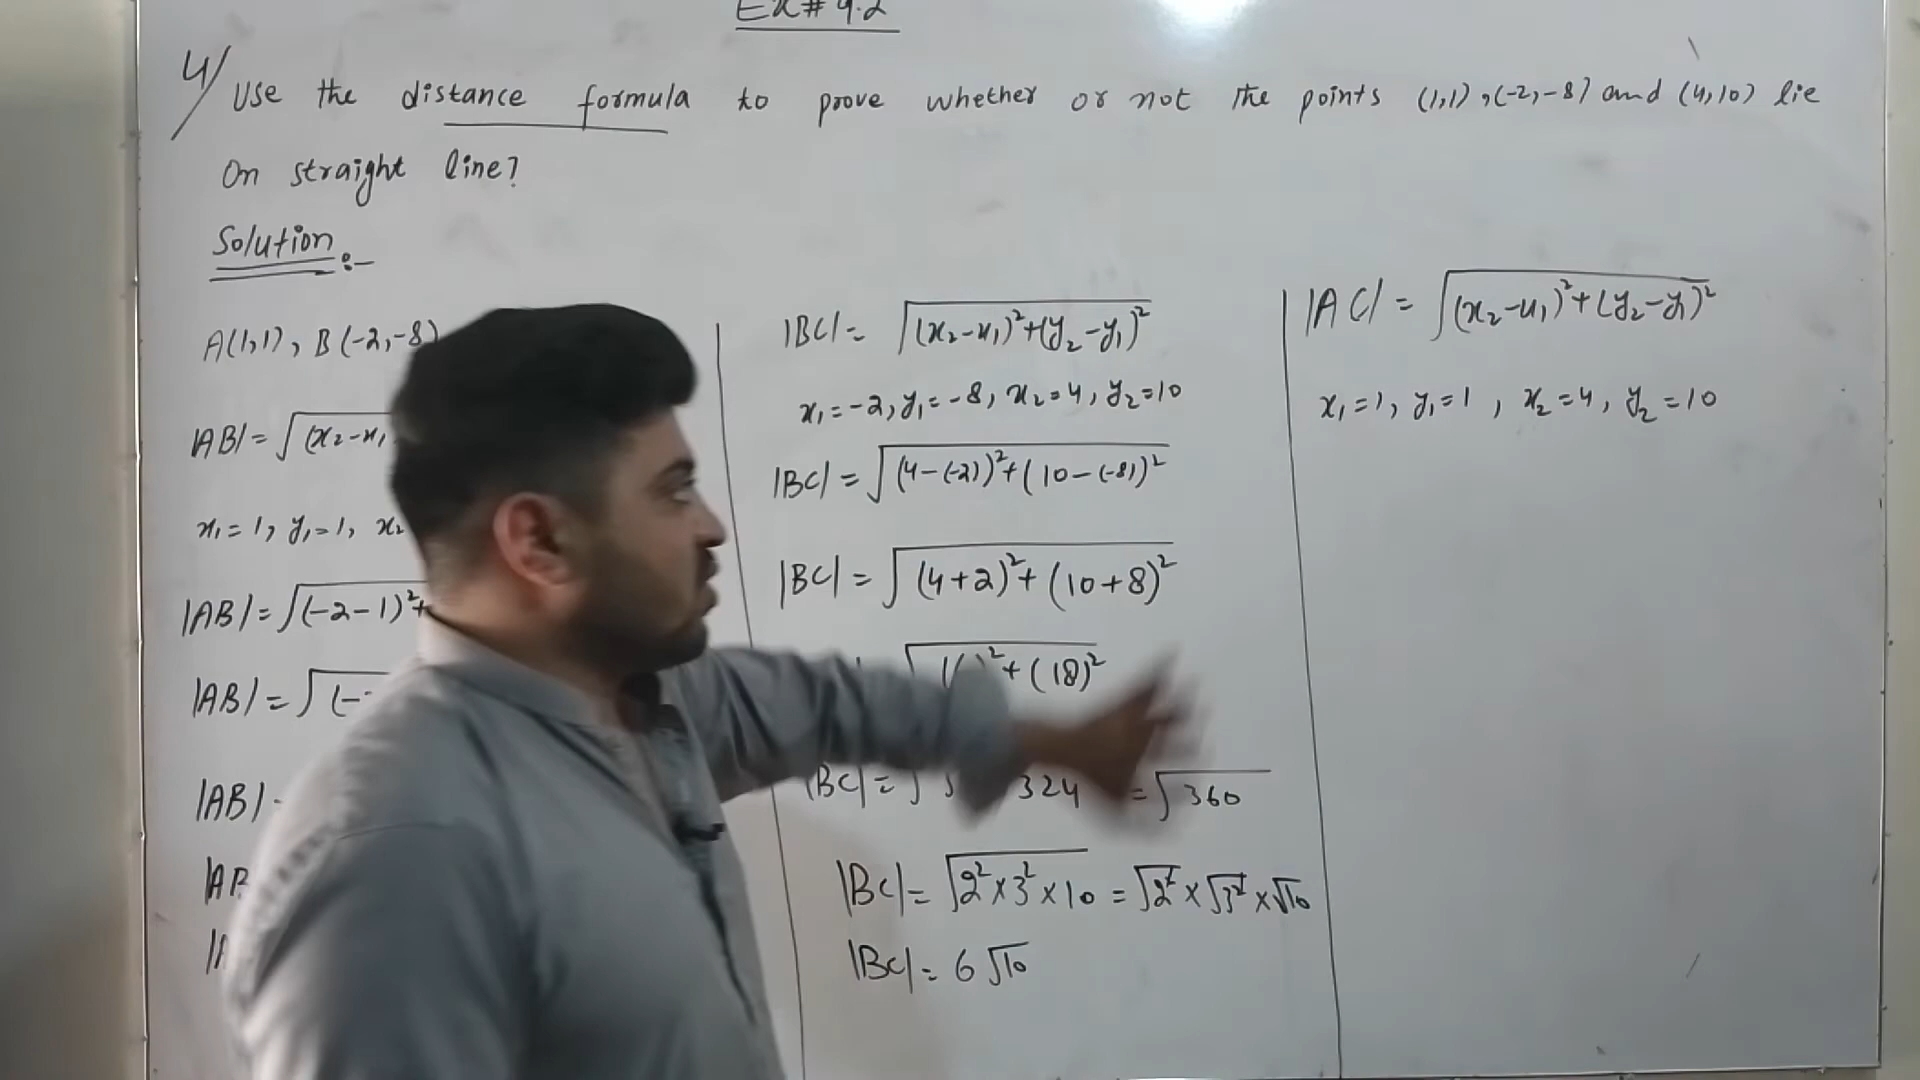 Ex # 9.2
4/ Use the distance formula to prove whether or not the points (1,1), (-2,-8) and (4,10) lie
On straight line?
Solution:-
A(1,1), B(-2,-8)
|AB| = √(x₂-x₁
x₁ = 1, y₁ = 1, x₂
|AB| = √(-2-1)²+
|AB| = √(-
|AB|
|AB
|A
|BC| = √(x₂-x₁)²+(y₂-y₁)²
x₁ = -2, y₁ = -8, x₂ = 4, y₂ = 10
|BC| = √(4-(-2))²+(10-(-8))²
|BC| = √(4+2)²+(10+8)²
)²+(18)²
|BC| = √3 324 = √360
|BC| = √2²×3²×10 = √2²×√3²×√10
|BC| = 6√10
|AC| = √(x₂-x₁)²+(y₂-y₁)²
x₁ = 1, y₁ = 1, x₂ = 4, y₂ = 10